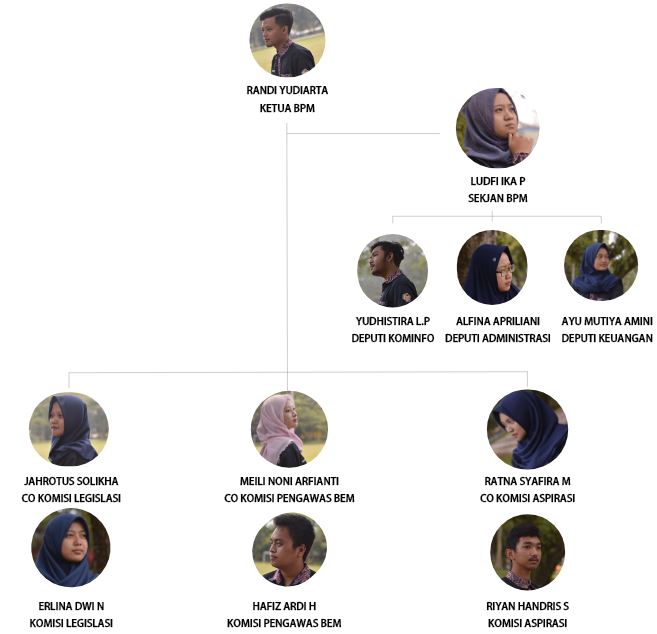 RANDI YUDIARTA
KETUA BPM
LUDFI IKA P
SEKJAN BPM
YUDHISTIRA L.P
DEPUTI KOMINFO
ALFINA APRILIANI
DEPUTI ADMINISTRASI
AYU MUTIYA AMINI
DEPUTI KEUANGAN
JAHROTUS SOLIKHA
CO KOMISI LEGISLASI
MEILI NONI ARFIANTI
CO KOMISI PENGAWAS BEM
RATNA SYAFIRA M
CO KOMISI ASPIRASI
ERLINA DWI N
KOMISI LEGISLASI
HAFIZ ARDI H
KOMISI PENGAWAS BEM
RIYAN HANDRIS S
KOMISI ASPIRASI